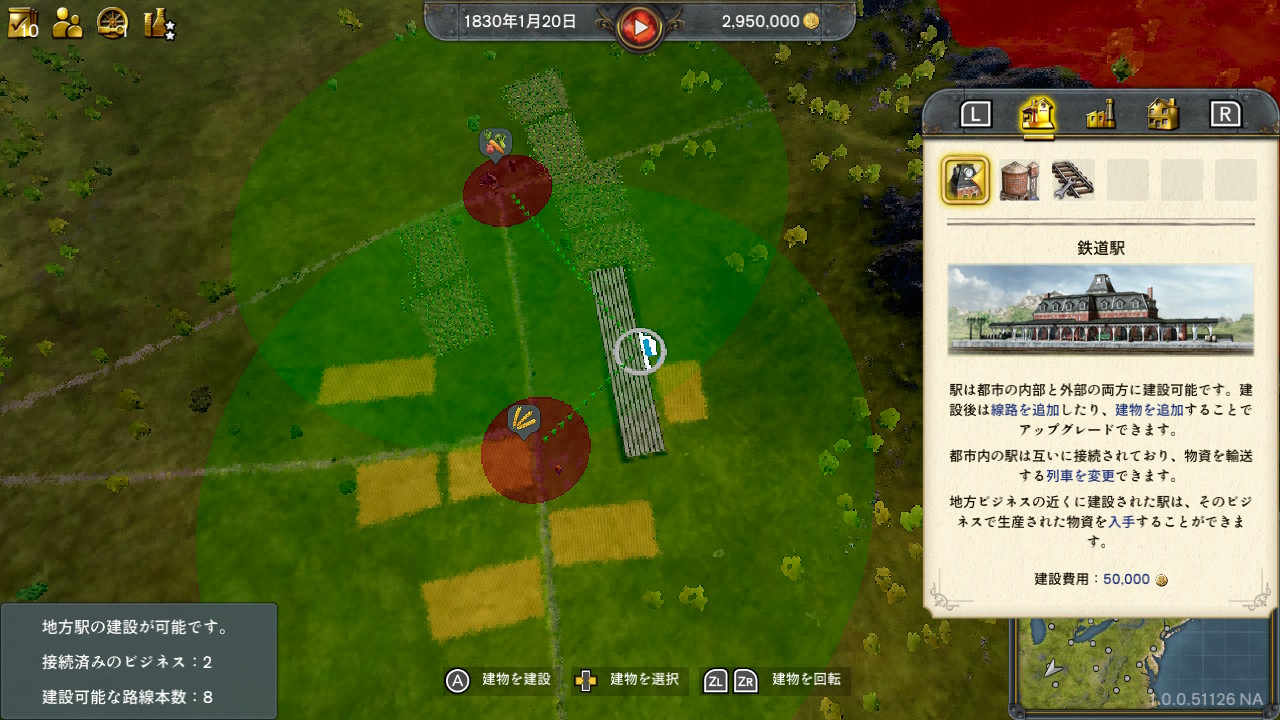 10
1830年1月20日
2,950,000
L
R
鉄道駅
駅は都市の内部と外部の両方に建設可能です。建
設後は線路を追加したり、建物を追加することで
アップグレードできます。
都市内の駅は互いに接続されており、物資を輸送
する列車を変更できます。
地方ビジネスの近くに建設された駅は、そのビジ
ネスで生産された物資を入手することができま
す。
建設費用：50,000
地方駅の建設が可能です。
接続済みのビジネス：2
建設可能な路線本数：8
A 建物を建設 建物を選択 ZL ZR 建物を回転
1.0.0.51126 NA